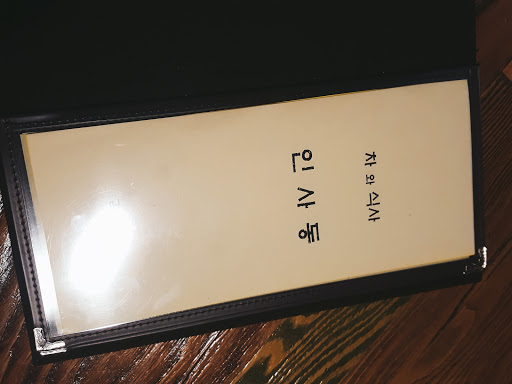 차 와 식사
인사동